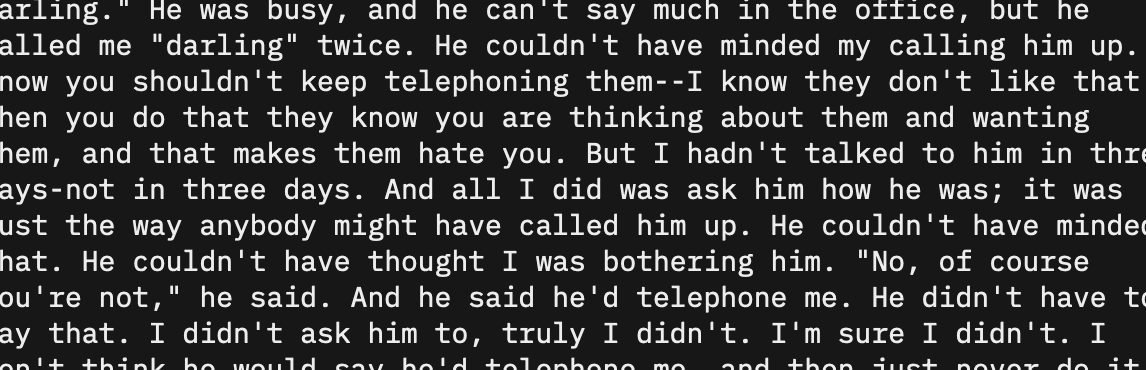 arling." He was busy, and he can't say much in the office, but he
alled me "darling" twice. He couldn't have minded my calling him up.
now you shouldn't keep telephoning them--I know they don't like that
hen you do that they know you are thinking about them and wanting
hem, and that makes them hate you. But I hadn't talked to him in thre
ays-not in three days. And all I did was ask him how he was; it was
ust the way anybody might have called him up. He couldn't have minded
hat. He couldn't have thought I was bothering him. "No, of course
ou're not," he said. And he said he'd telephone me. He didn't have to
ay that. I didn't ask him to, truly I didn't. I'm sure I didn't. I
on't think he would say he'd telephone me, and then just never do it